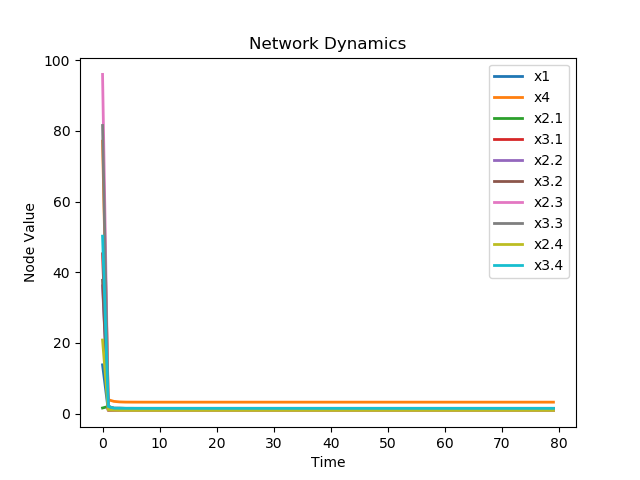 Network Dynamics
Node Value
100
80
60
40
20
0
0 10 20 30 40 50 60 70 80
Time
x1
x4
x2.1
x3.1
x2.2
x3.2
x2.3
x3.3
x2.4
x3.4